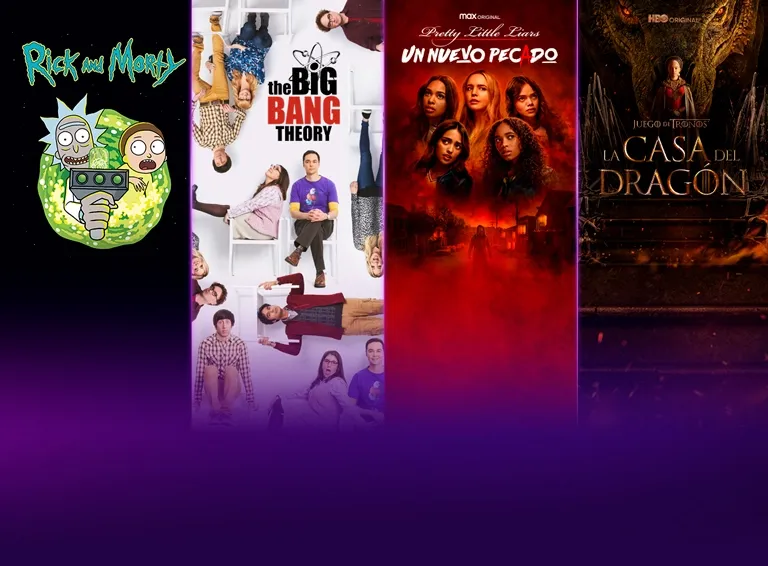 Rick and Morty
the BIG
BANG
THEORY
max ORIGINAL
Pretty Little Liars
UN NUEVO PECADO
HBO ORIGINAL
JUEGO DE TRONOS
LA CASA DEL
DRAGÓN